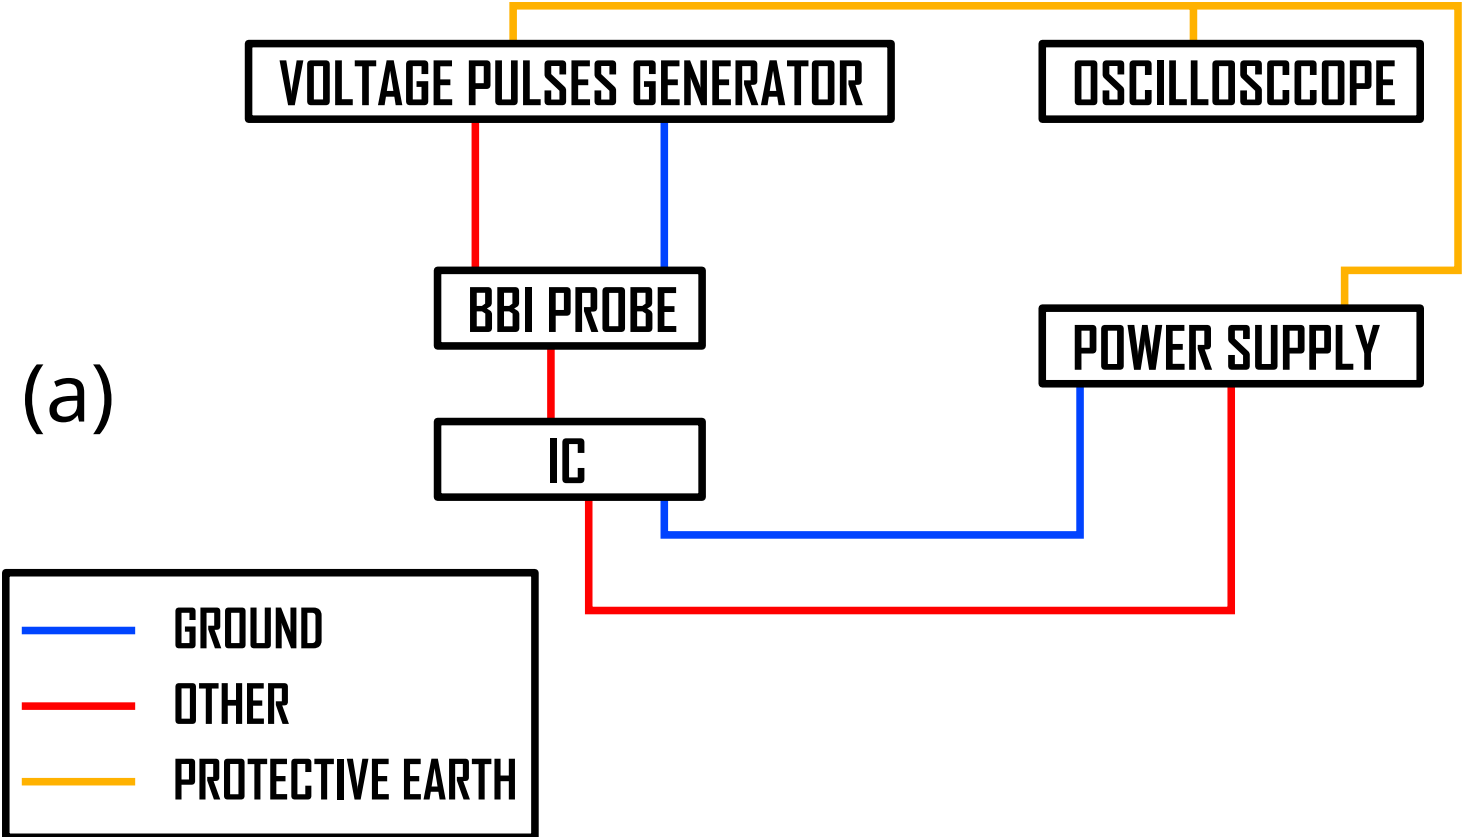 VOLTAGE PULSES GENERATOR
OSCILLOSCCOPE
BBI PROBE
POWER SUPPLY
(a)
IC
GROUND
OTHER
PROTECTIVE EARTH